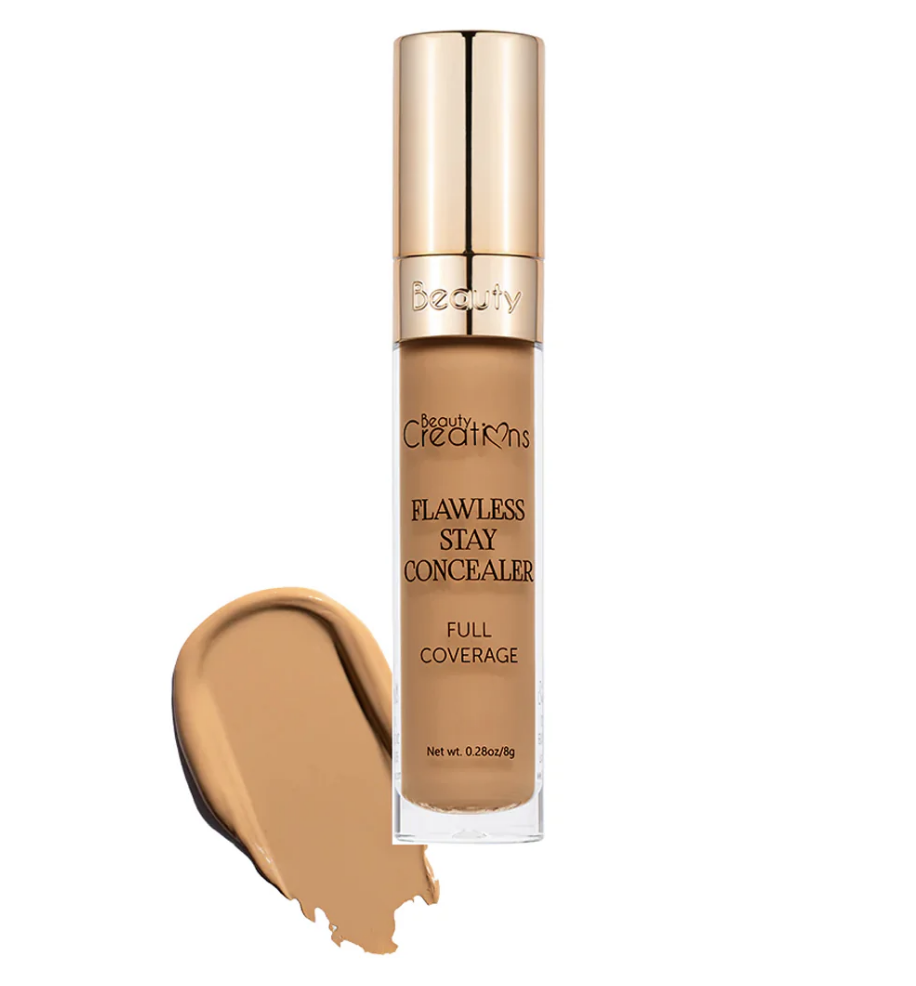 Beauty
Beauty
Creations
FLAWLESS
STAY
CONCEALER
FULL
COVERAGE
Net wt. 0.28oz/8g